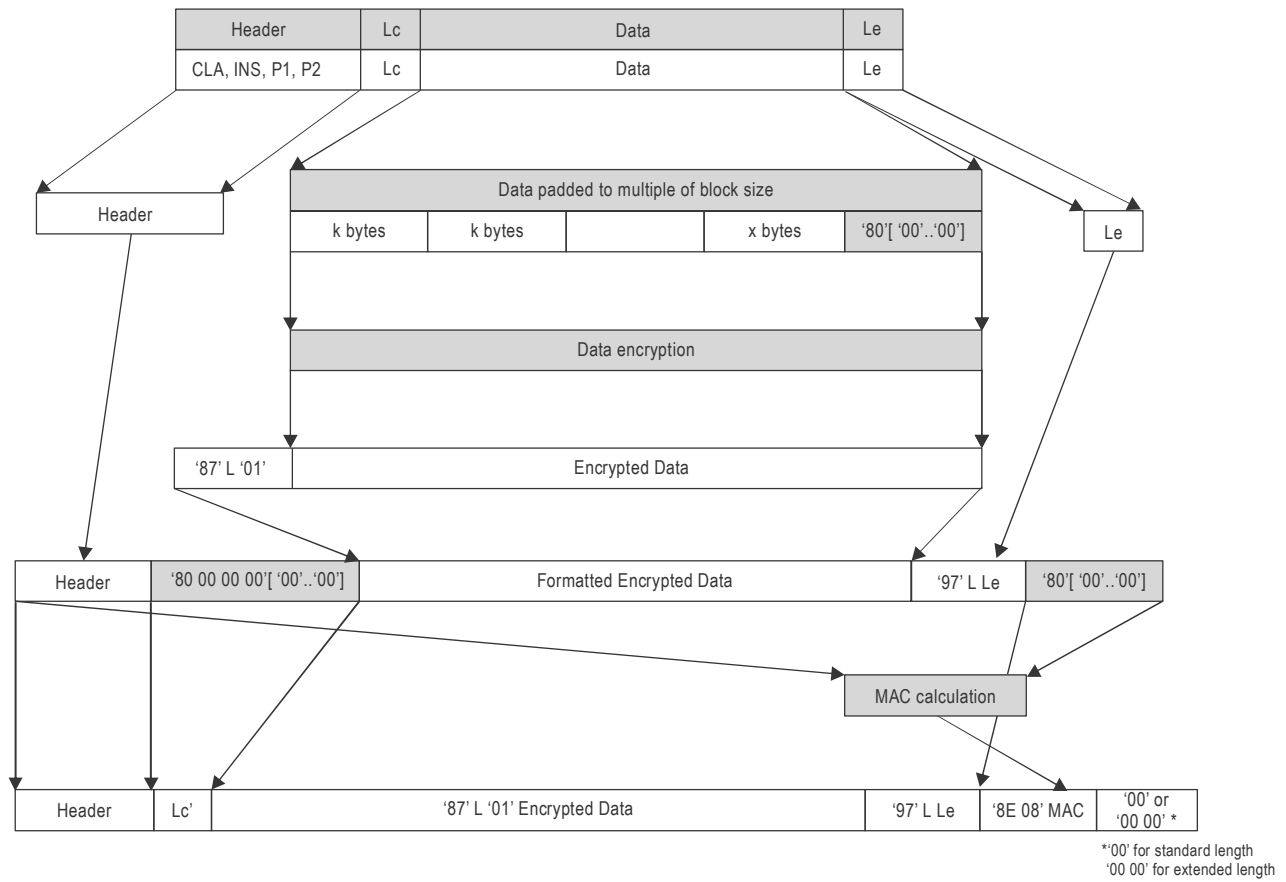 Header Lc Data Le
CLA, INS, P1, P2 Lc Data Le
Data padded to multiple of block size
Header
k bytes k bytes x bytes ‘80’[ ‘00’..‘00’]
Le
Data encryption
‘87’ L ‘01’ Encrypted Data
Header ‘80 00 00 00’[ ‘00’..‘00’] Formatted Encrypted Data ‘97’ L Le ‘80’[ ‘00’..‘00’]
MAC calculation
Header Lc’ ‘87’ L ‘01’ Encrypted Data ‘97’ L Le ‘8E 08’ MAC ‘00’ or
‘00 00’ *
*‘00’ for standard length
‘00 00’ for extended length